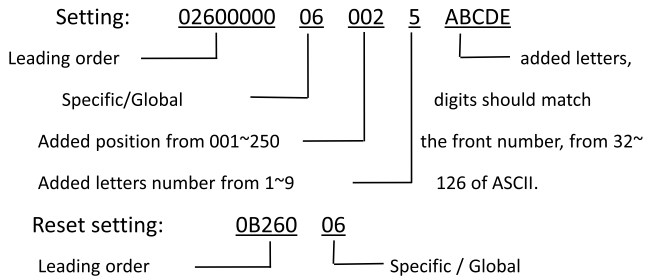 Setting: 02600000 06 002 5 ABCDE
Leading order added letters,
Specific/Global digits should match
Added position from 001~250 the front number, from 32~
Added letters number from 1~9 126 of ASCII.
Reset setting: 0B260 06
Leading order Specific / Global